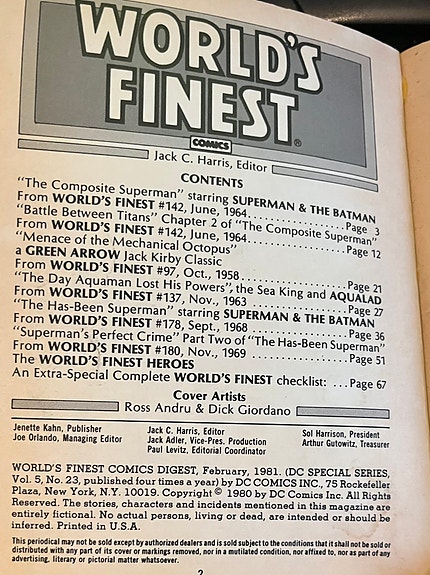 WORLD'S
FINEST®
COMICS
Jack C. Harris, Editor
CONTENTS
"The Composite Superman" starring SUPERMAN & THE BATMAN
From WORLD'S FINEST #142, June, 1964..................Page 3
"Battle Between Titans" Chapter 2 of "The Composite Superman"
From WORLD'S FINEST #142, June, 1964..................Page 12
"Menace of the Mechanical Octopus"
a GREEN ARROW Jack Kirby Classic
From WORLD'S FINEST #97, Oct., 1958..................Page 21
"The Day Aquaman Lost His Powers", the Sea King and AQUALAD
From WORLD'S FINEST #137, Nov., 1963..................Page 27
"The Has-Been Superman" starring SUPERMAN & THE BATMAN
From WORLD'S FINEST #178, Sept., 1968..................Page 36
"Superman's Perfect Crime" Part Two of "The Has-Been Superman"
From WORLD'S FINEST #180, Nov., 1969..................Page 51
The WORLD'S FINEST HEROES
An Extra-Special Complete WORLD'S FINEST checklist: ...Page 67
Cover Artists
Ross Andru & Dick Giordano
Jenette Kahn, Publisher
Joe Orlando, Managing Editor
Jack C. Harris, Editor
Jack Adler, Vice-Pres. Production
Paul Levitz, Editorial Coordinator
Sol Harrison, President
Arthur Gutowitz, Treasurer
WORLD'S FINEST COMICS DIGEST, February, 1981. (DC SPECIAL SERIES,
Vol. 5, No. 23, published four times a year) by DC COMICS INC., 75 Rockefeller
Plaza, New York, N.Y. 10019. Copyright © 1980 by DC Comics Inc. All Rights
Reserved. The stories, characters and incidents mentioned in this magazine are
entirely fictional. No actual persons, living or dead, are intended or should be
inferred. Printed in U.S.A.
This periodical may not be sold except by authorized dealers and is sold subject to the conditions that it shall not be sold or
distributed with any part of its cover or markings removed, nor in a mutilated condition, nor affixed to, nor as part of any
advertising, literary or pictorial matter whatsoever.
2